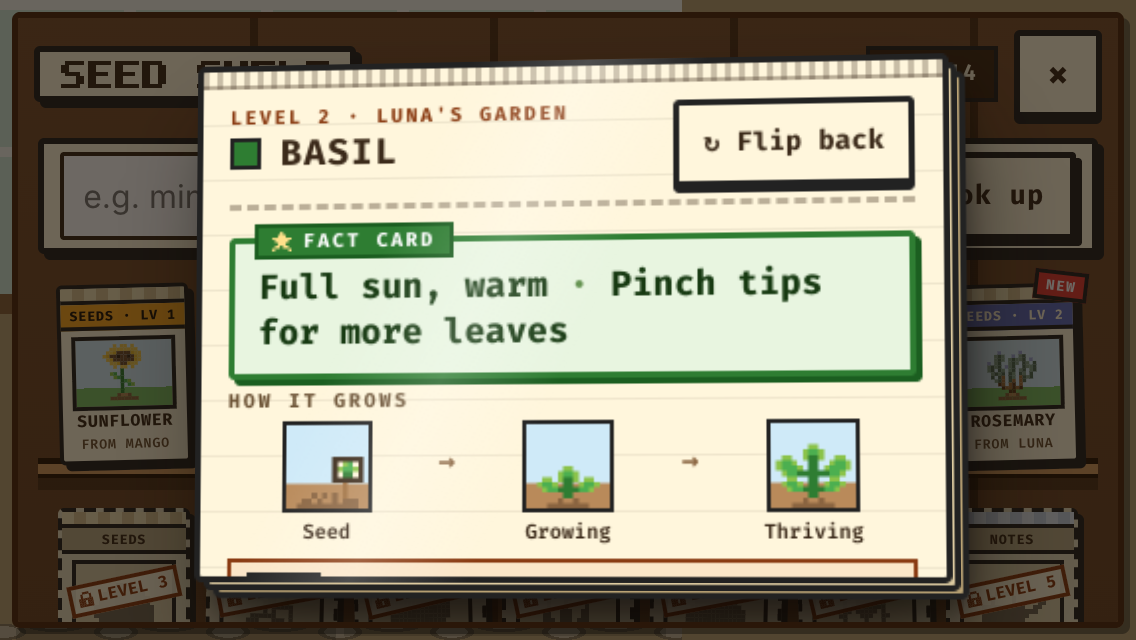 SEED
4
×
LEVEL 2 · LUNA'S GARDEN
BASIL
↻ Flip back
e.g. min
ok up
FACT CARD
Full sun, warm · Pinch tips
for more leaves
HOW IT GROWS
→
→
Seed
Growing
Thriving
SEEDS · LV 1
SUNFLOWER
FROM MANGO
NEW
EEDS · LV 2
ROSEMARY
FROM LUNA
SEEDS
LEVEL 3
NOTES
LEVEL 5